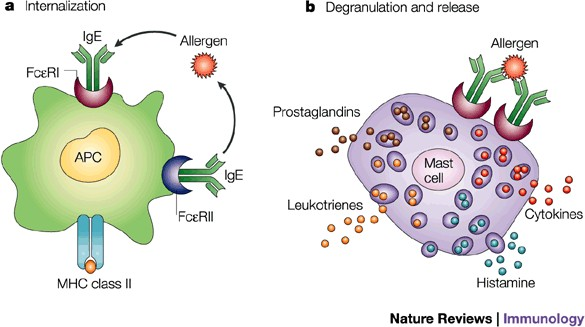 a Internalization
IgE
Allergen
FcεRI
APC
IgE
FcεRII
MHC class II
b Degranulation and release
Allergen
Prostaglandins
Mast
cell
Leukotrienes
Cytokines
Histamine
Nature Reviews | Immunology